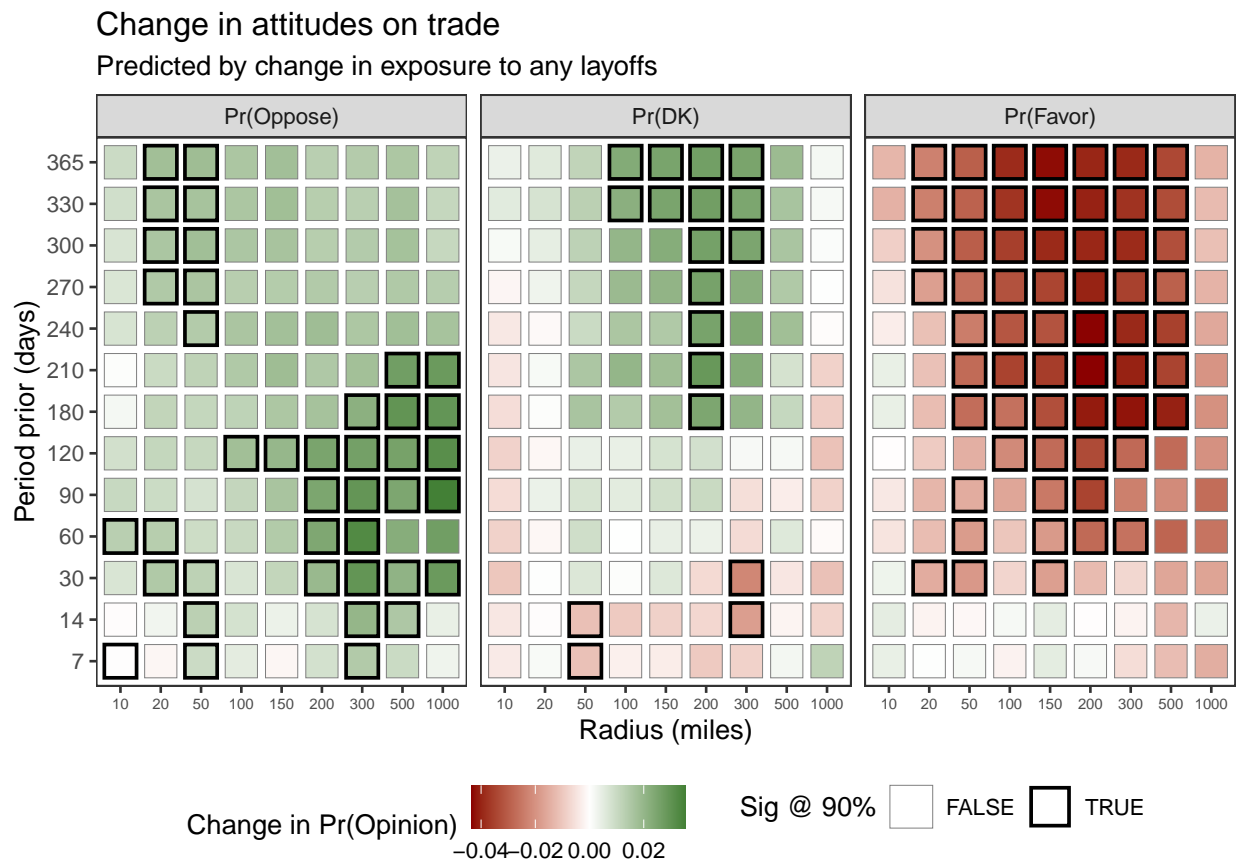 Change in attitudes on trade
Predicted by change in exposure to any layoffs
Pr(Oppose) Pr(DK) Pr(Favor)
Period prior (days)
365
330
300
270
240
210
180
120
90
60
30
14
7
10 20 50 100 150 200 300 500 1000 10 20 50 100 150 200 300 500 1000 10 20 50 100 150 200 300 500 1000
Radius (miles)
Change in Pr(Opinion)
−0.04 −0.02 0.00 0.02
Sig @ 90% FALSE TRUE